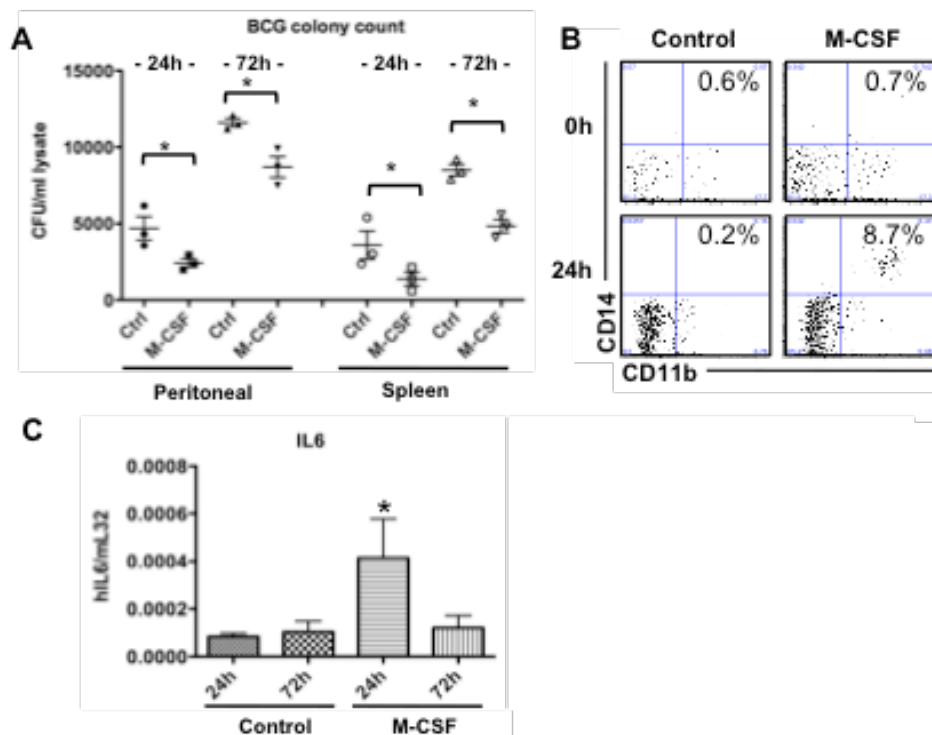 A
BCG colony count
- 24h - - 72h - - 24h - - 72h -
* * * *
15000
10000
5000
0
CFU/ml lysate
Ctrl M-CSF Ctrl M-CSF Ctrl M-CSF Ctrl M-CSF
Peritoneal Spleen
B
Control M-CSF
0h 0.6% 0.7%
24h 0.2% 8.7%
CD14
CD11b
C
IL6
0.0008
0.0006
0.0004
0.0002
0.0000
hIL6/mL32
*
24h 72h 24h 72h
Control M-CSF